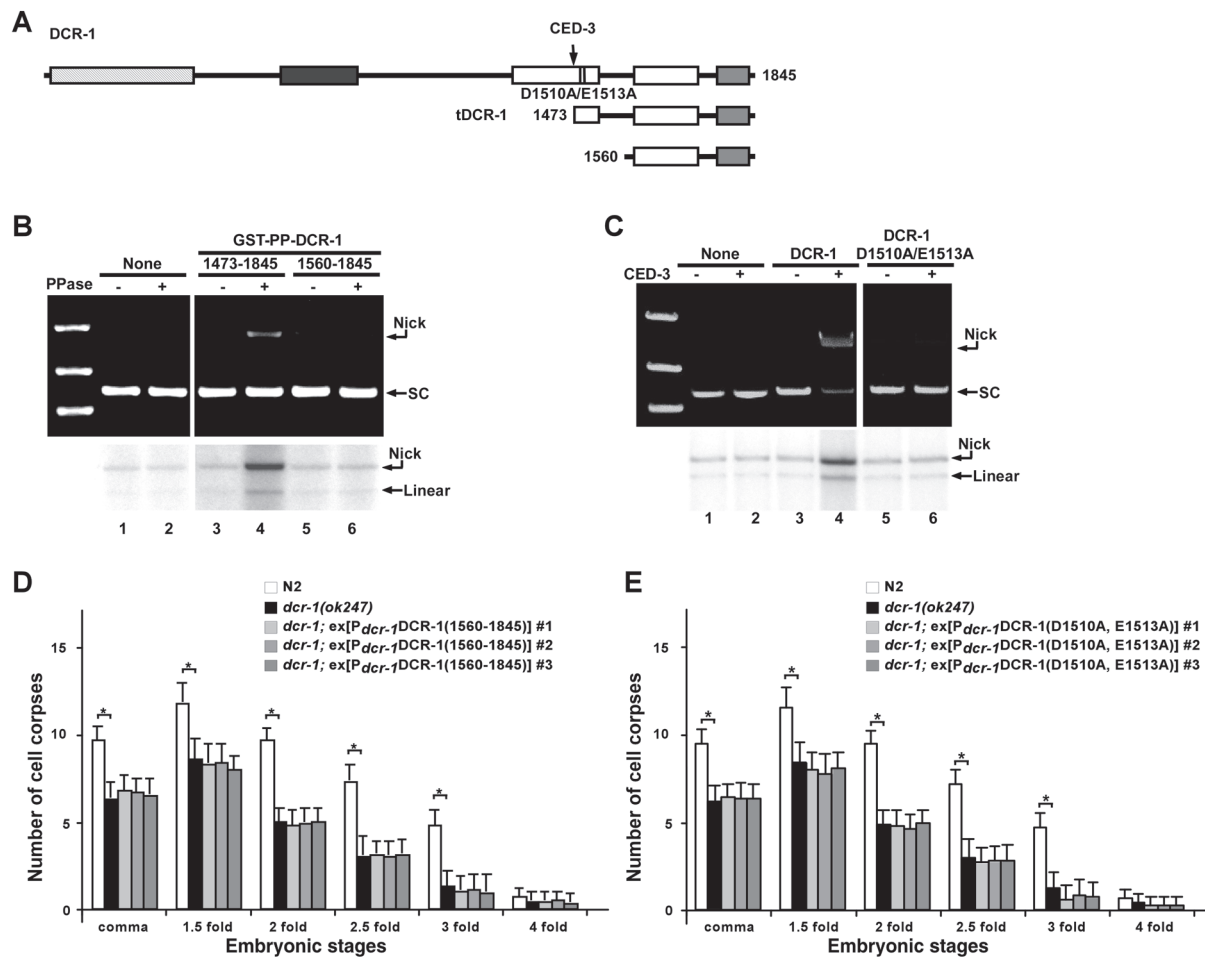 A
DCR-1
CED-3
1845
D1510A/E1513A
tDCR-1 1473
1560
B
GST-PP-DCR-1
None 1473-1845 1560-1845
PPase - + - + - +
Nick
SC
Nick
Linear
1 2 3 4 5 6
C
DCR-1
None DCR-1 D1510A/E1513A
CED-3 - + - + - +
Nick
SC
Nick
Linear
1 2 3 4 5 6
D
N2
dcr-1(ok247)
dcr-1; ex[Pdcr-1DCR-1(1560-1845)] #1
dcr-1; ex[Pdcr-1DCR-1(1560-1845)] #2
dcr-1; ex[Pdcr-1DCR-1(1560-1845)] #3
Number of cell corpses
15
10
5
0
* * * * *
comma 1.5 fold 2 fold 2.5 fold 3 fold 4 fold
Embryonic stages
E
N2
dcr-1(ok247)
dcr-1; ex[Pdcr-1DCR-1(D1510A, E1513A)] #1
dcr-1; ex[Pdcr-1DCR-1(D1510A, E1513A)] #2
dcr-1; ex[Pdcr-1DCR-1(D1510A, E1513A)] #3
Number of cell corpses
15
10
5
0
* * * * *
comma 1.5 fold 2 fold 2.5 fold 3 fold 4 fold
Embryonic stages